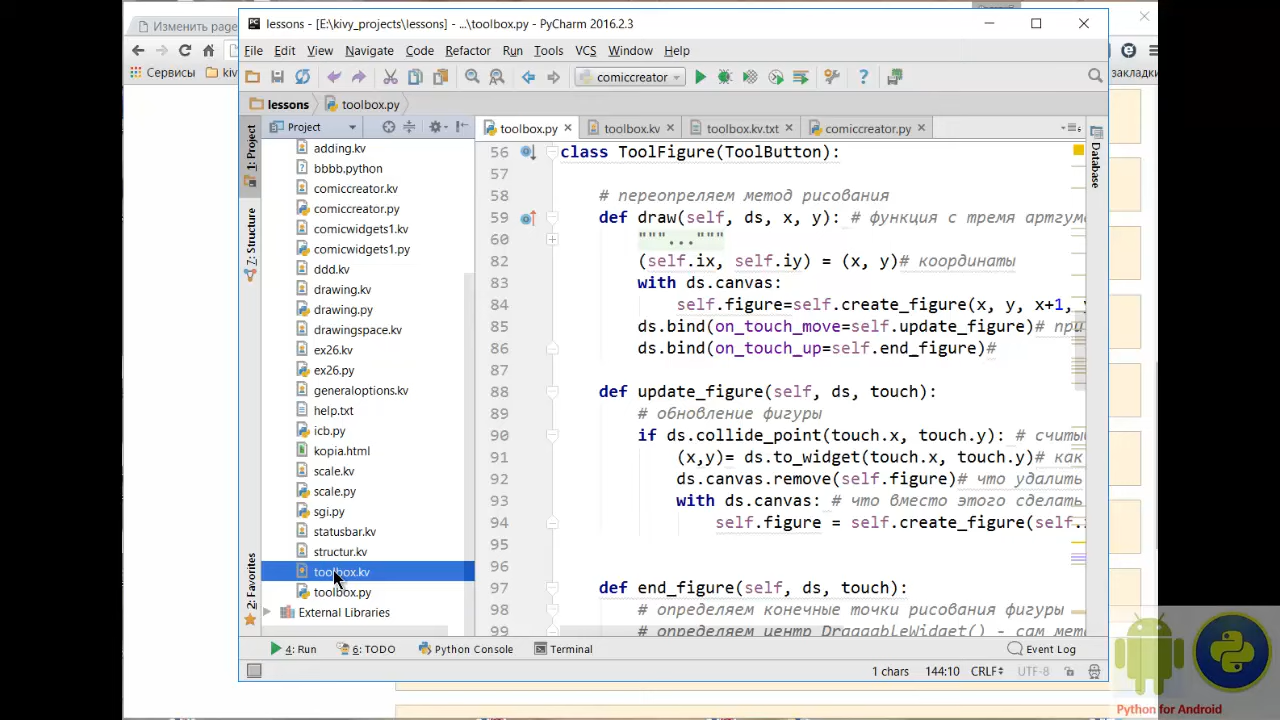 Изменить page
Сервисы
kiv
закладки
lessons - [E:\kivy_projects\lessons] - ...\toolbox.py - PyCharm 2016.2.3
File Edit View Navigate Code Refactor Run Tools VCS Window Help
comiccreator
lessons toolbox.py
Project
toolbox.py toolbox.kv toolbox.kv.txt comiccreator.py
1: Project
7: Structure
2: Favorites
Database
adding.kv
bbbb.python
comiccreator.kv
comiccreator.py
comicwidgets1.kv
comicwidgets1.py
ddd.kv
drawing.kv
drawing.py
drawingspace.kv
ex26.kv
ex26.py
generaloptions.kv
help.txt
icb.py
kopia.html
scale.kv
scale.py
sgi.py
statusbar.kv
structur.kv
toolbox.kv
toolbox.py
External Libraries
56 class ToolFigure(ToolButton):
57
58 # переопреляем метод рисования
59 def draw(self, ds, x, y): # функция с тремя артгум
60 """..."""
82 (self.ix, self.iy) = (x, y)# координаты
83 with ds.canvas:
84 self.figure=self.create_figure(x, y, x+1,
85 ds.bind(on_touch_move=self.update_figure)# при
86 ds.bind(on_touch_up=self.end_figure)#
87
88 def update_figure(self, ds, touch):
89 # обновление фигуры
90 if ds.collide_point(touch.x, touch.y): # считы
91 (x,y)= ds.to_widget(touch.x, touch.y)# как
92 ds.canvas.remove(self.figure)# что удалить
93 with ds.canvas: # что вместо этого сделать
94 self.figure = self.create_figure(self.
95
96
97 def end_figure(self, ds, touch):
98 # определяем конечные точки рисования фигуры
99 # определяем центр DraggableWidget() - сам мето
4: Run 6: TODO Python Console Terminal Event Log
1 chars 144:10 CRLF UTF-8
Python for Android